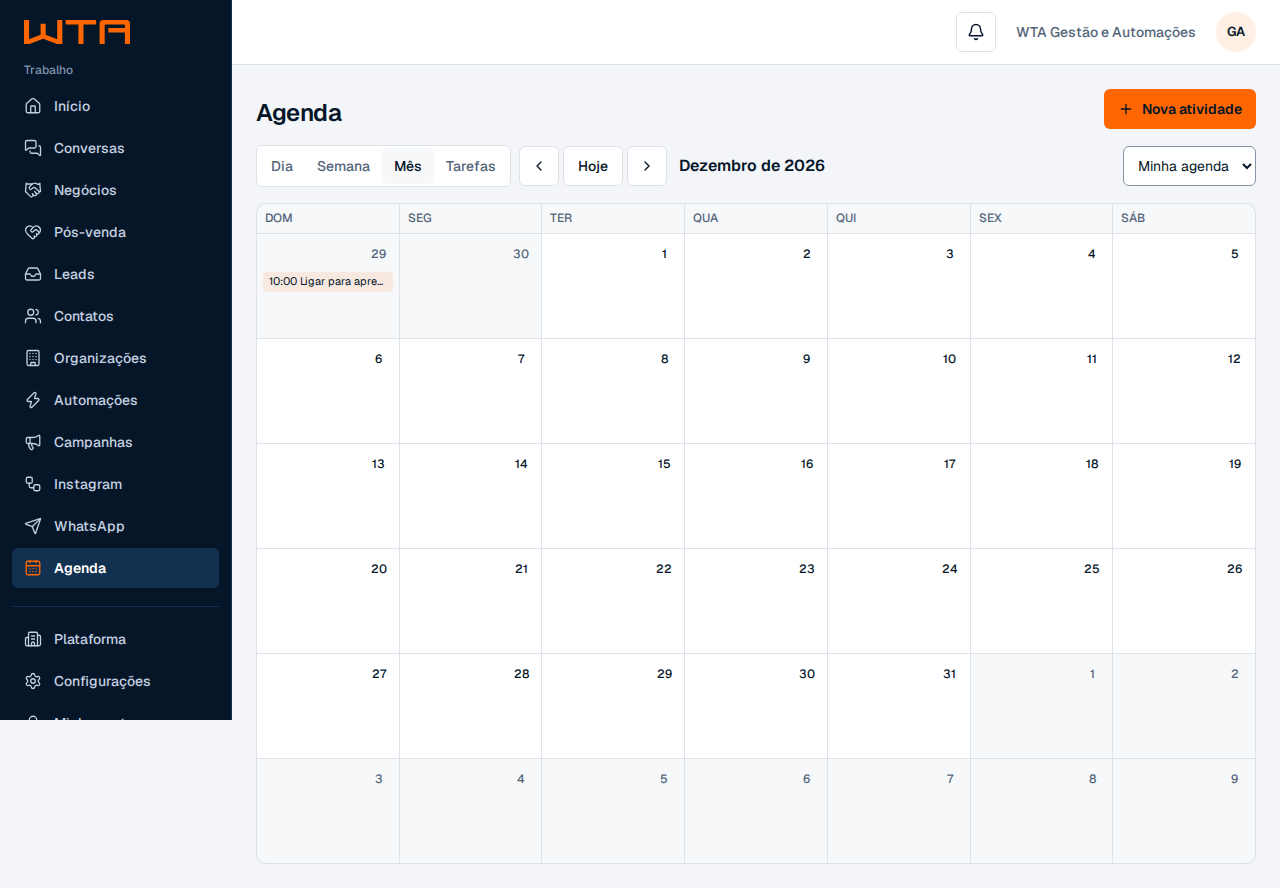 WTA
WTA Gestão e Automações
GA
Trabalho
Início
Conversas
Negócios
Pós-venda
Leads
Contatos
Organizações
Automações
Campanhas
Instagram
WhatsApp
Agenda
Plataforma
Configurações
Agenda
Nova atividade
Dia Semana Mês Tarefas
Hoje
Dezembro de 2026
Minha agenda
DOM SEG TER QUA QUI SEX SÁB
29 30 1 2 3 4 5
10:00 Ligar para apre...
6 7 8 9 10 11 12
13 14 15 16 17 18 19
20 21 22 23 24 25 26
27 28 29 30 31 1 2
3 4 5 6 7 8 9